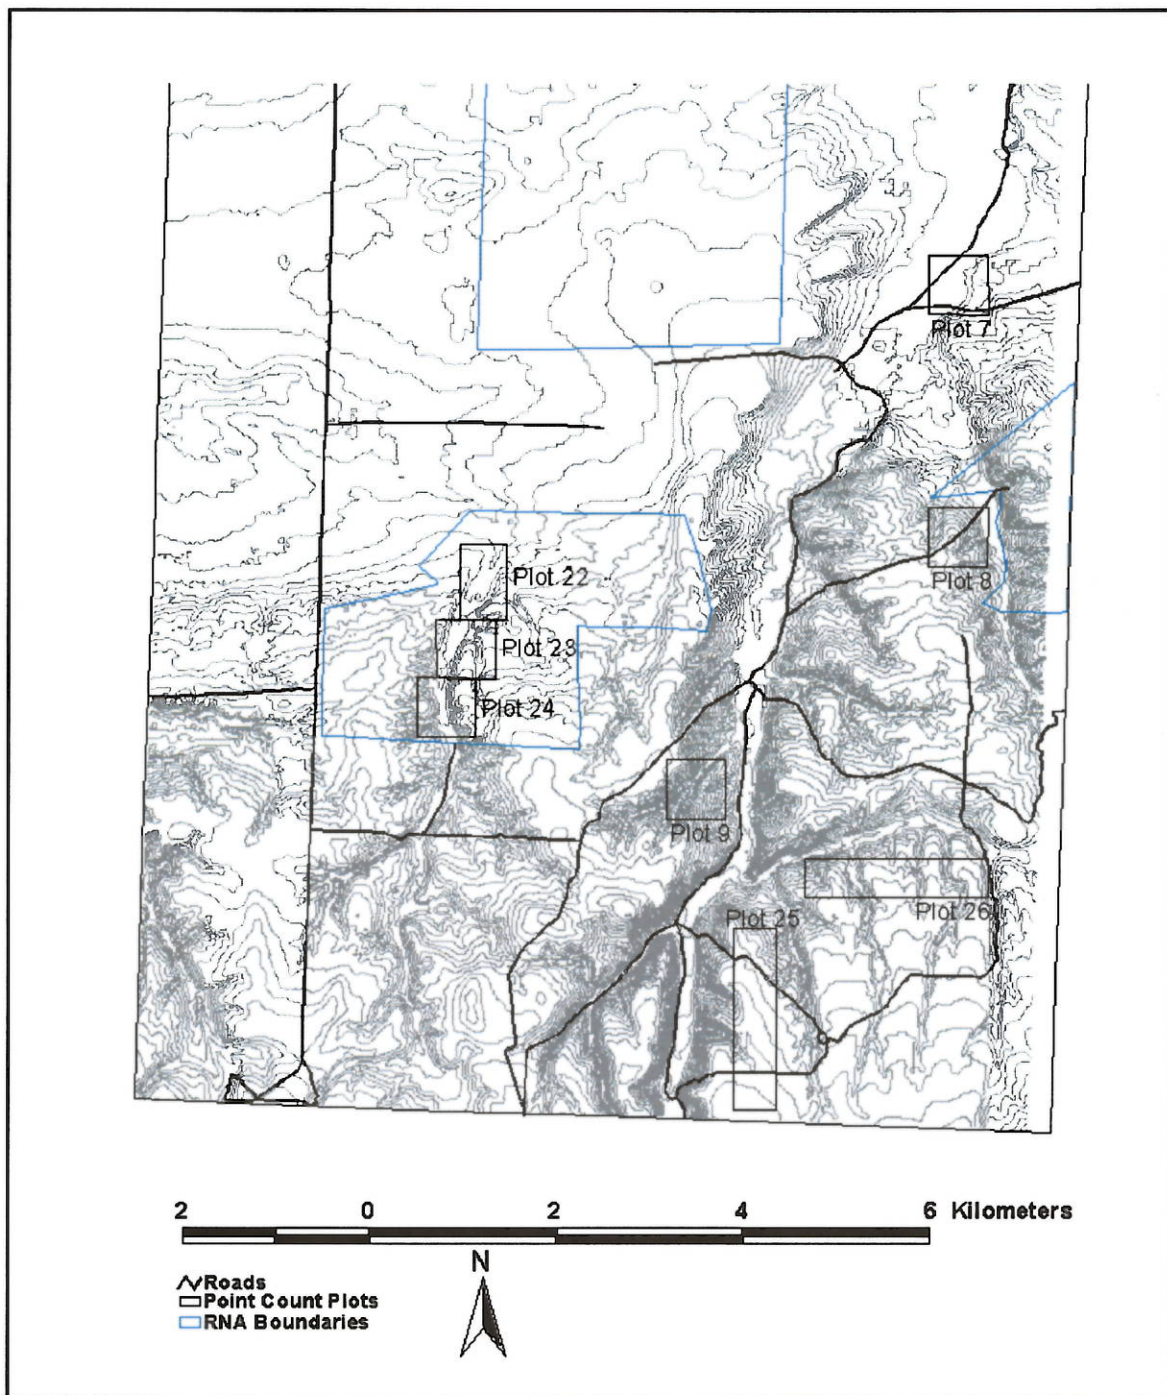 Plot 7
Plot 8
Plot 22
Plot 23
Plot 24
Plot 9
Plot 25
Plot 26
2 0 2 4 6 Kilometers
N
Roads
Point Count Plots
RNA Boundaries